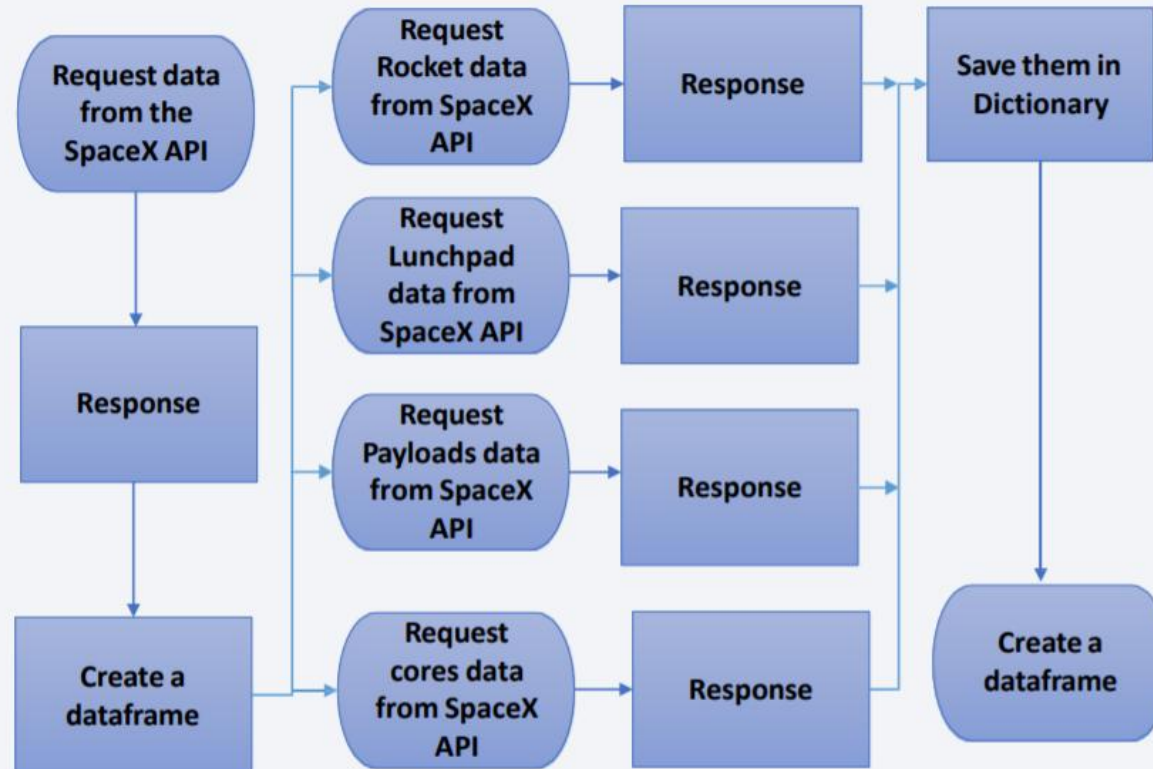 Request data
from the
SpaceX API
Response
Create a
dataframe
Request
Rocket data
from SpaceX
API
Response
Request
Lunchpad
data from
SpaceX API
Response
Request
Payloads data
from SpaceX
API
Response
Request
cores data
from SpaceX
API
Response
Save them in
Dictionary
Create a
dataframe